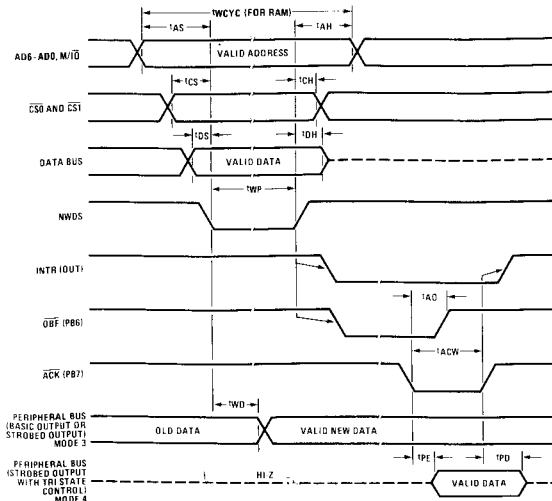 tWCYC (FOR RAM)
tAS
tAH
AD6-AD0, M/IO
VALID ADDRESS
tCS
tCH
CS0 AND CS1
tDS
tDH
DATA BUS
VALID DATA
tWP
NWDS
INTR (OUT)
tAO
OBF (PB6)
tACW
ACK (PB7)
tWO
PERIPHERAL BUS
(BASIC OUTPUT OR
STROBED OUTPUT)
MODE 3
OLD DATA
VALID NEW DATA
tPE
tPD
PERIPHERAL BUS
(STROBED OUTPUT
WITH TRI STATE
CONTROL)
MODE 4
HI-Z
VALID DATA